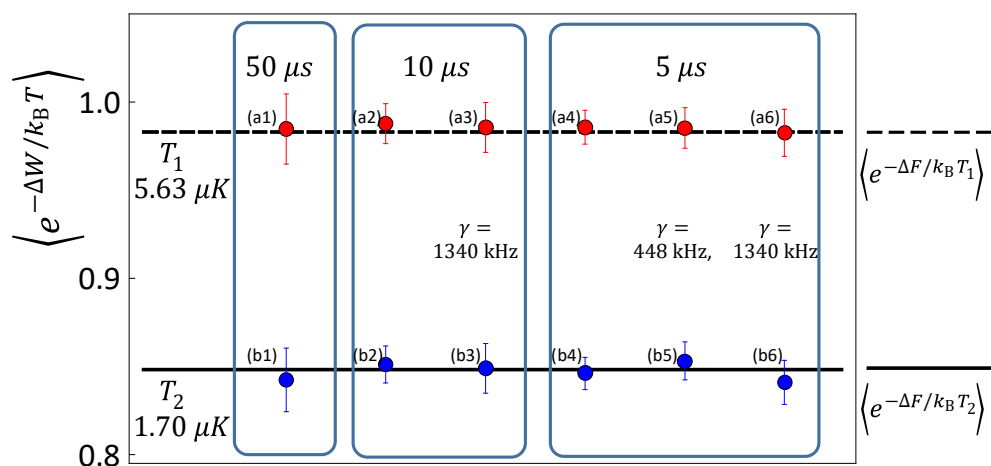 ⟨e^{-ΔW/k_B T}⟩
50 μs
10 μs
5 μs
1.0
(a1)
(a2)
(a3)
(a4)
(a5)
(a6)
T_1
5.63 μK
⟨e^{-ΔF/k_B T_1}⟩
γ =
1340 kHz
γ =
448 kHz,
γ =
1340 kHz
0.9
(b1)
(b2)
(b3)
(b4)
(b5)
(b6)
T_2
1.70 μK
⟨e^{-ΔF/k_B T_2}⟩
0.8